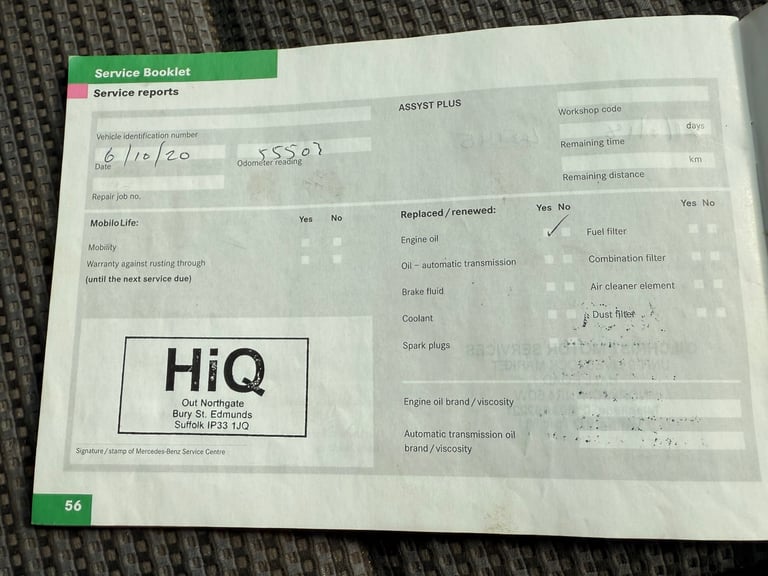 Service Booklet
Service reports
ASSYST PLUS
Vehicle identification number
6/10/20
Date
55507
Odometer reading
Repair job no.
Workshop code
days
Remaining time
km
Remaining distance
MobiloLife:
Yes No
Mobility
Warranty against rusting through
(until the next service due)
Replaced/renewed:
Yes No
Yes No
Engine oil
Fuel filter
Oil – automatic transmission
Combination filter
Brake fluid
Air cleaner element
Coolant
Dust filter
Spark plugs
Engine oil brand/viscosity
Automatic transmission oil
brand/viscosity
HiQ
Out Northgate
Bury St. Edmunds
Suffolk IP33 1JQ
Signature/stamp of Mercedes-Benz Service Centre
56